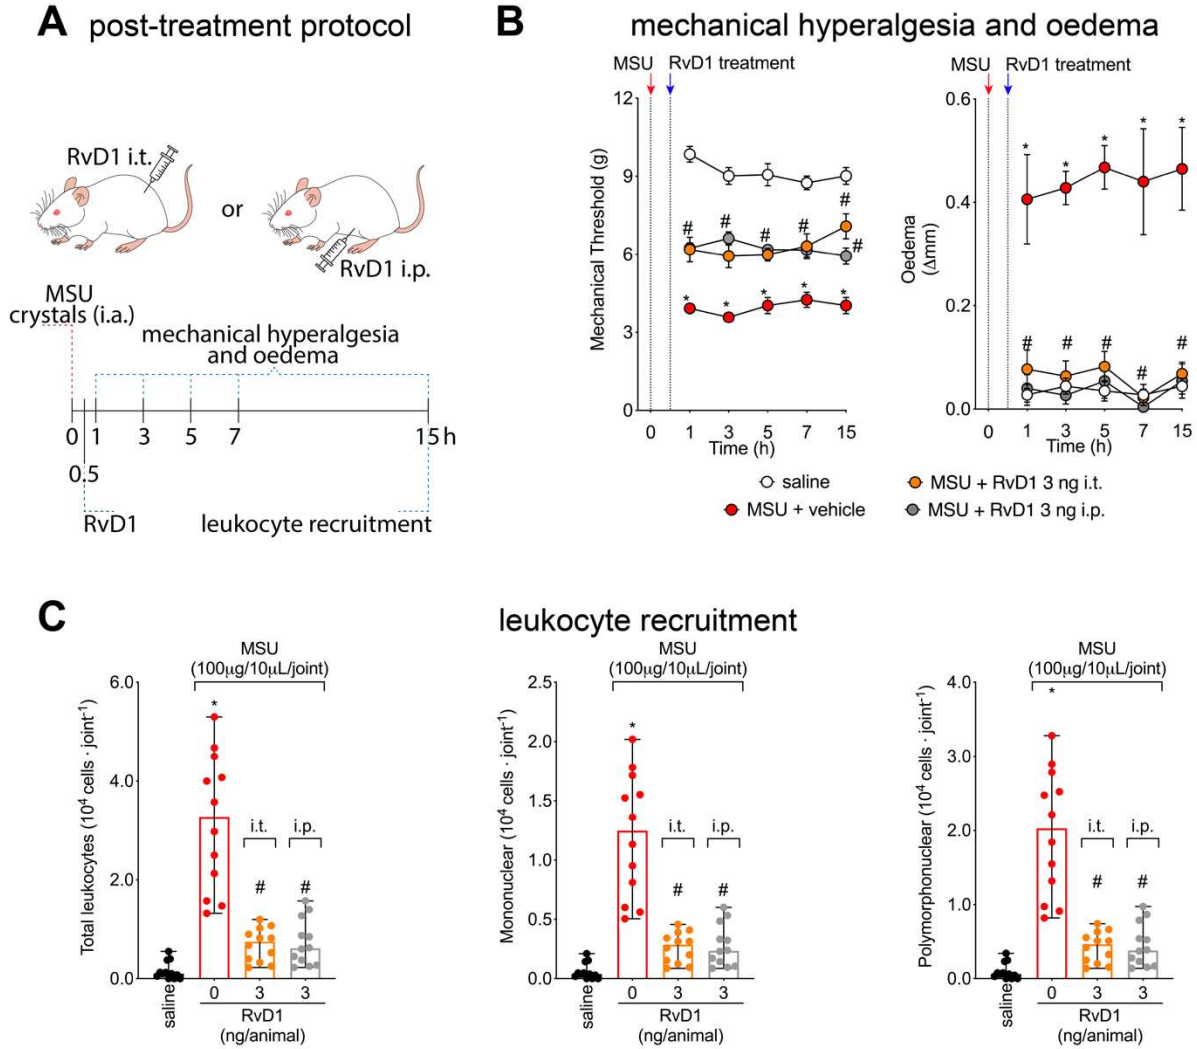 A post-treatment protocol
RvD1 i.t.
or
RvD1 i.p.
MSU
crystals (i.a.)
mechanical hyperalgesia
and oedema
0 1 3 5 7 15 h
0.5
RvD1
leukocyte recruitment
B mechanical hyperalgesia and oedema
MSU RvD1 treatment
12
9
6
3
0
Mechanical Threshold (g)
# # # # # #
* * * * *
0 1 3 5 7 15
Time (h)
MSU RvD1 treatment
0.6
0.4
0.2
0.0
Oedema
(Δmm)
* * * * *
# # # # #
0 1 3 5 7 15
Time (h)
saline
MSU + vehicle
MSU + RvD1 3 ng i.t.
MSU + RvD1 3 ng i.p.
C leukocyte recruitment
MSU
(100μg/10μL/joint)
6.0
4.0
2.0
0.0
Total leukocytes (10⁴ cells · joint⁻¹)
*
i.t. i.p.
# #
saline 0 3 3
RvD1
(ng/animal)
MSU
(100μg/10μL/joint)
2.5
2.0
1.5
1.0
0.5
0.0
Mononuclear (10⁴ cells · joint⁻¹)
*
i.t. i.p.
# #
saline 0 3 3
RvD1
(ng/animal)
MSU
(100μg/10μL/joint)
4.0
3.0
2.0
1.0
0.0
Polymorphonuclear (10⁴ cells · joint⁻¹)
*
i.t. i.p.
# #
saline 0 3 3
RvD1
(ng/animal)